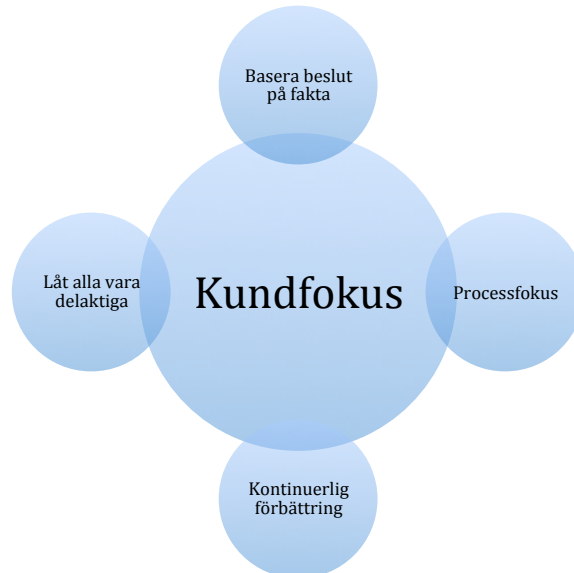 Basera beslut
på fakta
Låt alla vara
delaktiga
Kundfokus
Processfokus
Kontinuerlig
förbättring